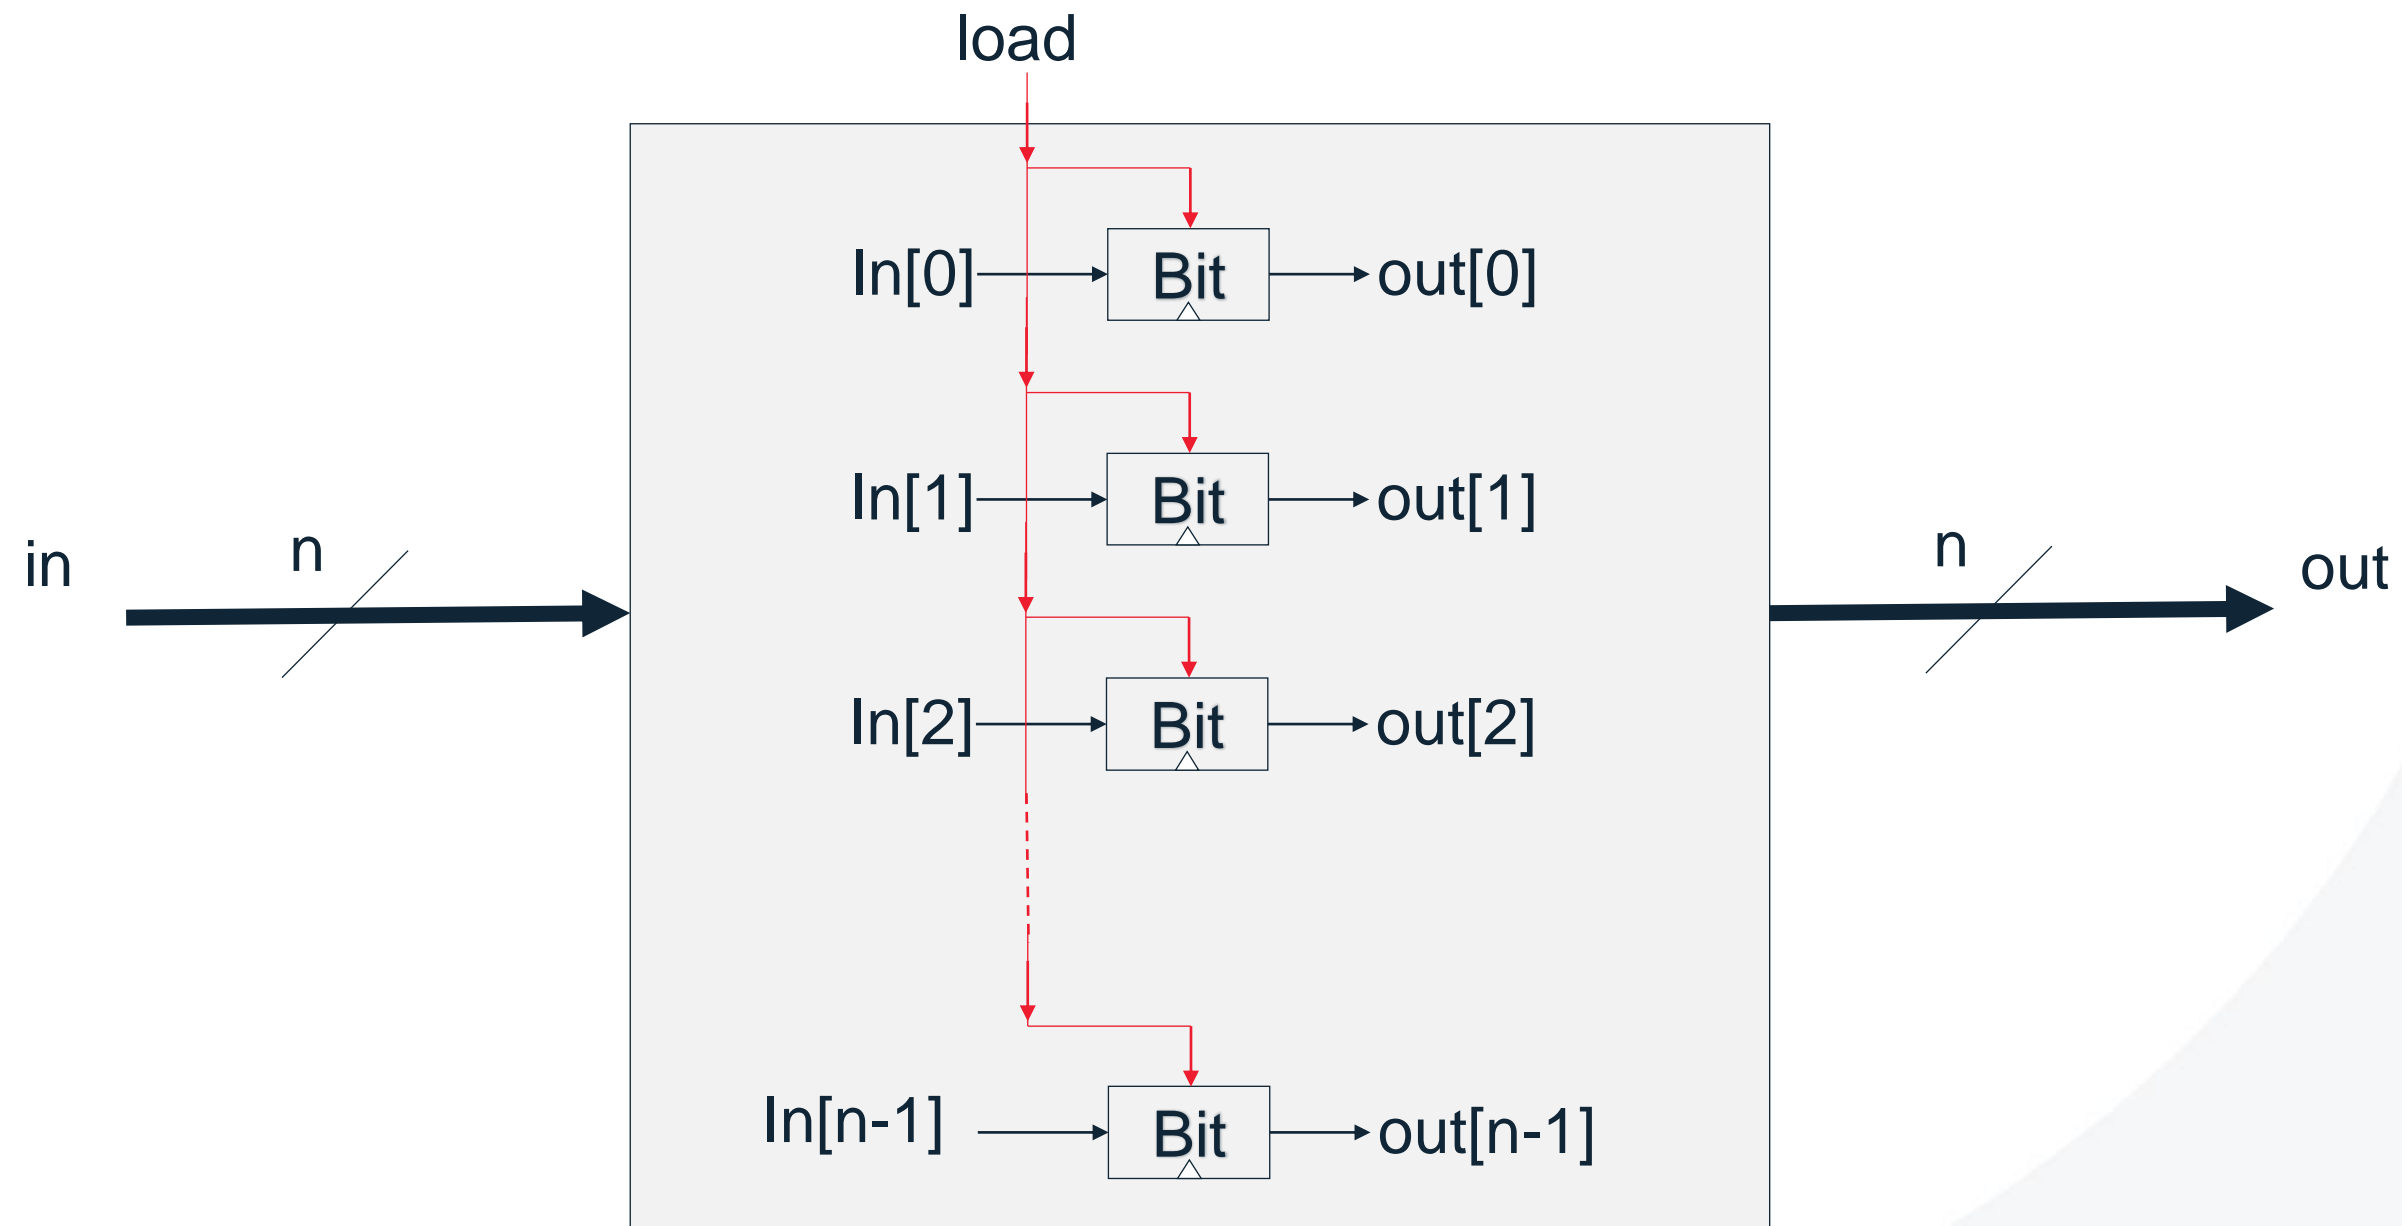 load
In[0] Bit out[0]
In[1] Bit out[1]
in n n out
In[2] Bit out[2]
In[n-1] Bit out[n-1]